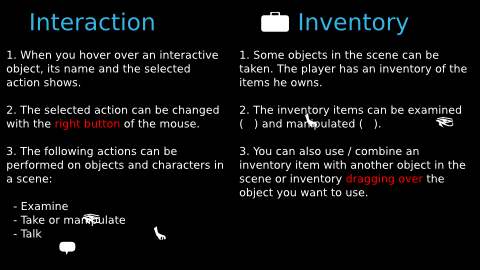 Interaction
1. When you hover over an interactive
object, its name and the selected
action shows.
2. The selected action can be changed
with the right button of the mouse.
3. The following actions can be
performed on objects and characters in
a scene:
- Examine
- Take or manipulate
- Talk
Inventory
1. Some objects in the scene can be
taken. The player has an inventory of the
items he owns.
2. The inventory items can be examined
(   ) and manipulated (   ).
3. You can also use / combine an
inventory item with another object in the
scene or inventory dragging over the
object you want to use.